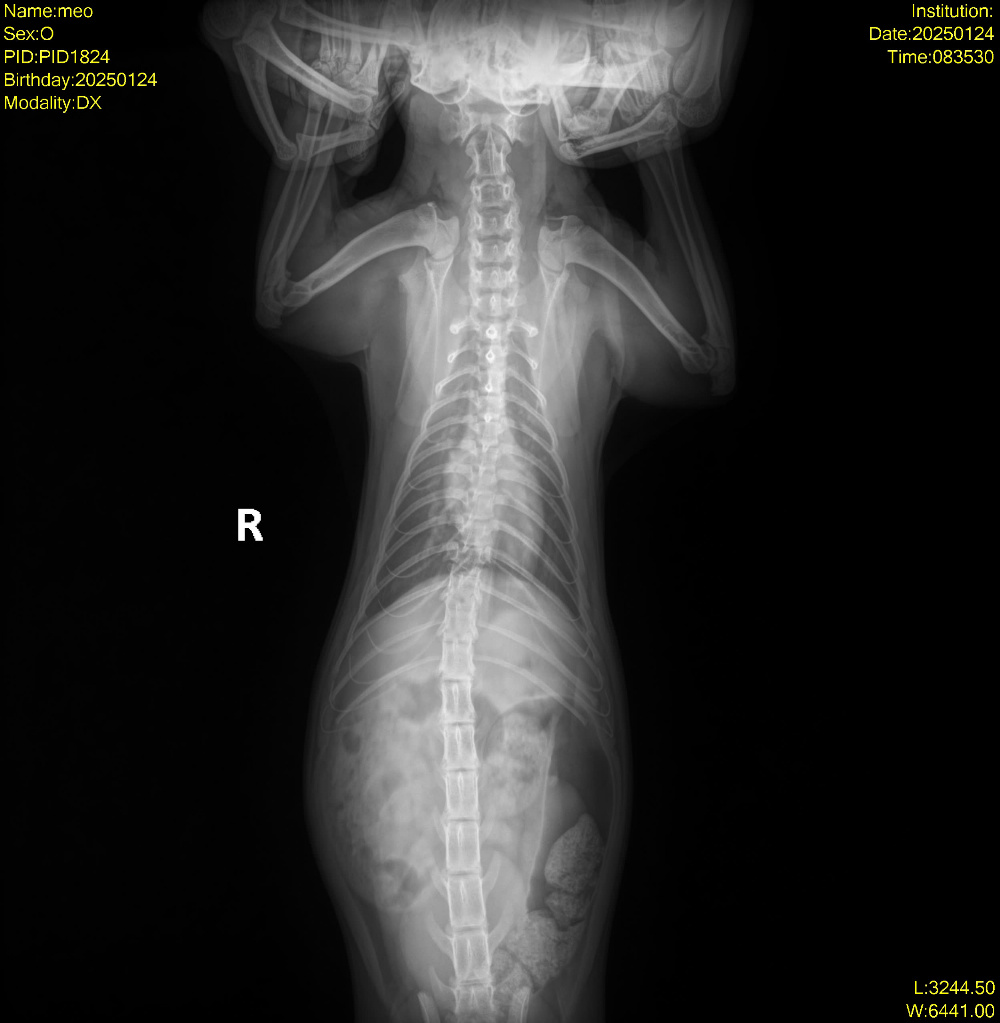 Name:meo
Sex:O
PID:PID1824
Birthday:20250124
Modality:DX
Institution:
Date:20250124
Time:083530
R
L:3244.50
W:6441.00